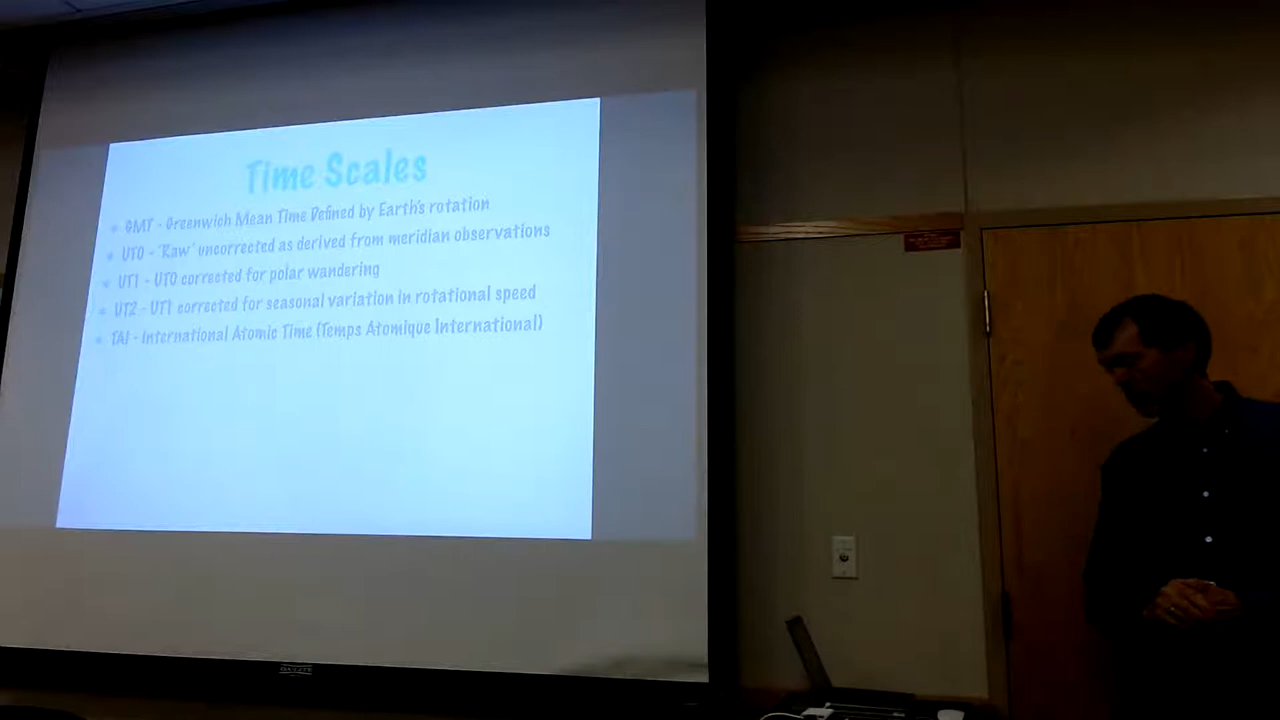 Time Scales
GMT - Greenwich Mean Time Defined by Earth's rotation
UT0 - 'Raw' uncorrected as derived from meridian observations
UT1 - UT0 corrected for polar wandering
UT2 - UT1 corrected for seasonal variation in rotational speed
TAI - International Atomic Time (Temps Atomique International)
DA-LITE